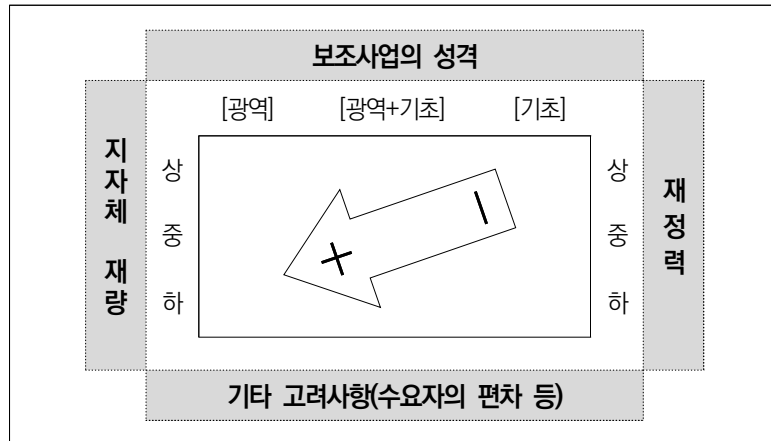 보조사업의 성격
[광역] [광역+기초] [기초]
지자체 재량
상
중
하
－
＋
상
중
하
재정력
기타 고려사항(수요자의 편차 등)